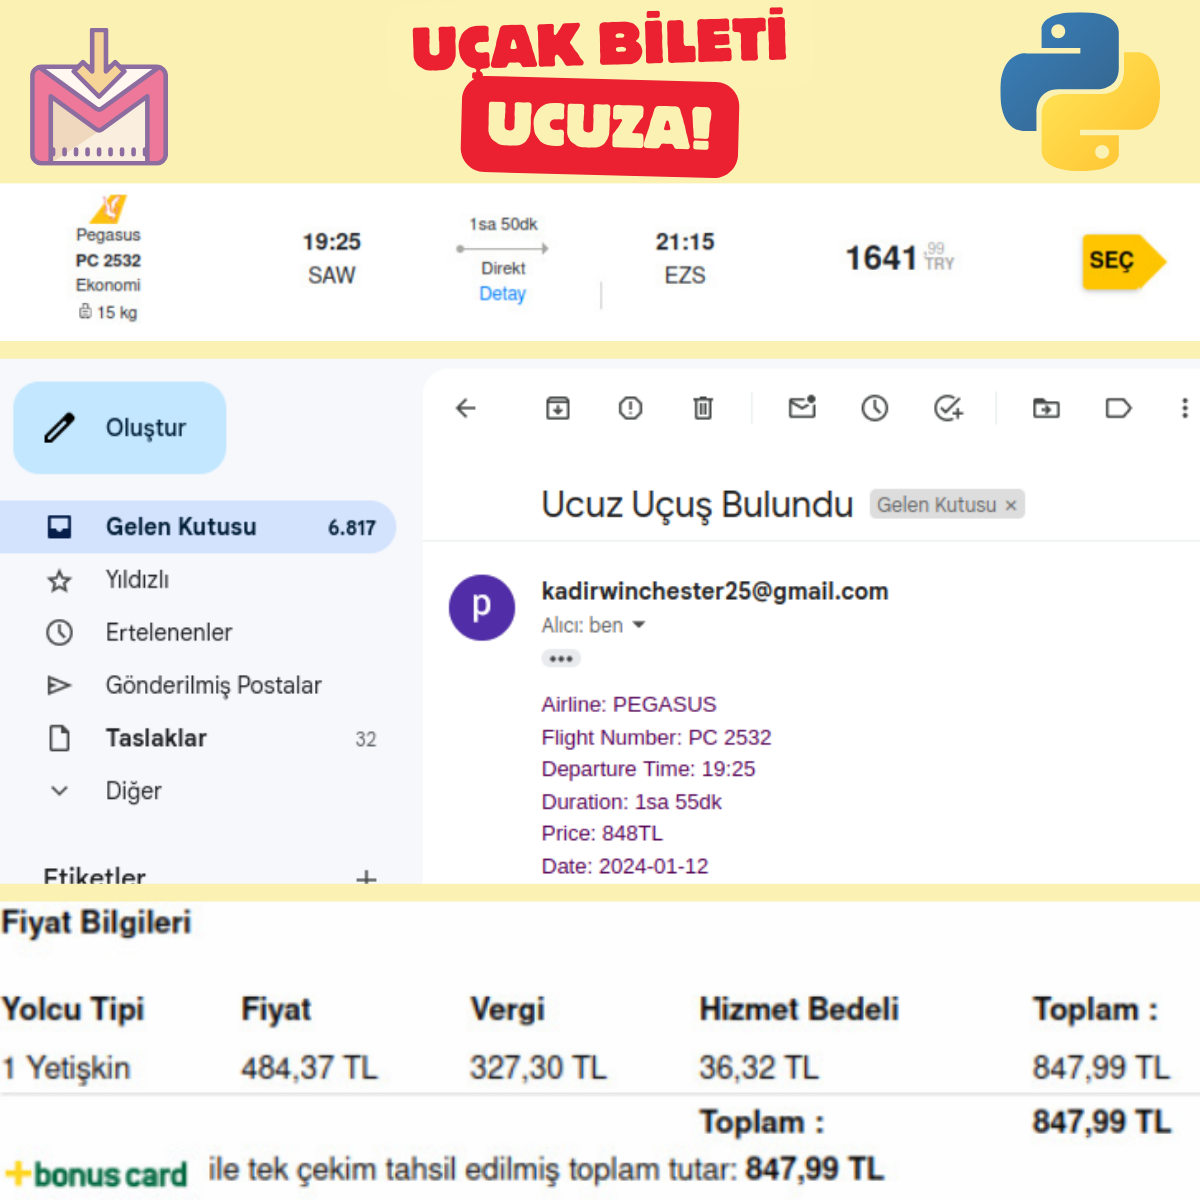 UÇAK BİLETİ
UCUZA!
Pegasus
PC 2532
Ekonomi
15 kg
19:25
SAW
1sa 50dk
Direkt
Detay
21:15
EZS
1641 ,99 TRY
SEÇ
Oluştur
Gelen Kutusu 6.817
Yıldızlı
Ertelenenler
Gönderilmiş Postalar
Taslaklar 32
Diğer
Etiketler +
Ucuz Uçuş Bulundu Gelen Kutusu ×
p
kadirwinchester25@gmail.com
Alıcı: ben
Airline: PEGASUS
Flight Number: PC 2532
Departure Time: 19:25
Duration: 1sa 55dk
Price: 848TL
Date: 2024-01-12
Fiyat Bilgileri
Yolcu Tipi Fiyat Vergi Hizmet Bedeli Toplam :
1 Yetişkin 484,37 TL 327,30 TL 36,32 TL 847,99 TL
Toplam : 847,99 TL
+bonus card ile tek çekim tahsil edilmiş toplam tutar: 847,99 TL